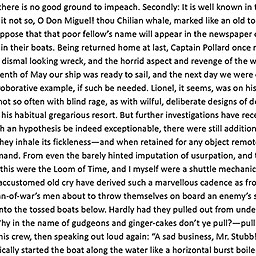 there is no good ground to impeach. Secondly: It is well known in t
it not so, O Don Miguel! thou Chilian whale, marked like an old to
ppose that that poor fellow's name will appear in the newspaper o
in their boats. Being returned home at last, Captain Pollard once r
dismal looking wreck, and the horrid aspect and revenge of the w
enth of May our ship was ready to sail, and the next day we were o
oborative example, if such be needed. Lionel, it seems, was on his
not so often with blind rage, as with wilful, deliberate designs of de
his habitual gregarious resort. But further investigations have rece
h an hypothesis be indeed exceptionable, there were still addition
they inhale its fickleness—and when retained for any object remot
mand. From even the barely hinted imputation of usurpation, and t
this were the Loom of Time, and I myself were a shuttle mechanic
accustomed old cry have derived such a marvellous cadence as fro
an-of-war's men about to throw themselves on board an enemy's s
nto the tossed boats below. Hardly had they pulled out from unde
hy in the name of gudgeons and ginger-cakes don't ye pull?—pull
his crew, then speaking out loud again: "A sad business, Mr. Stubb!
ically started the boat along the water like a horizontal burst boile